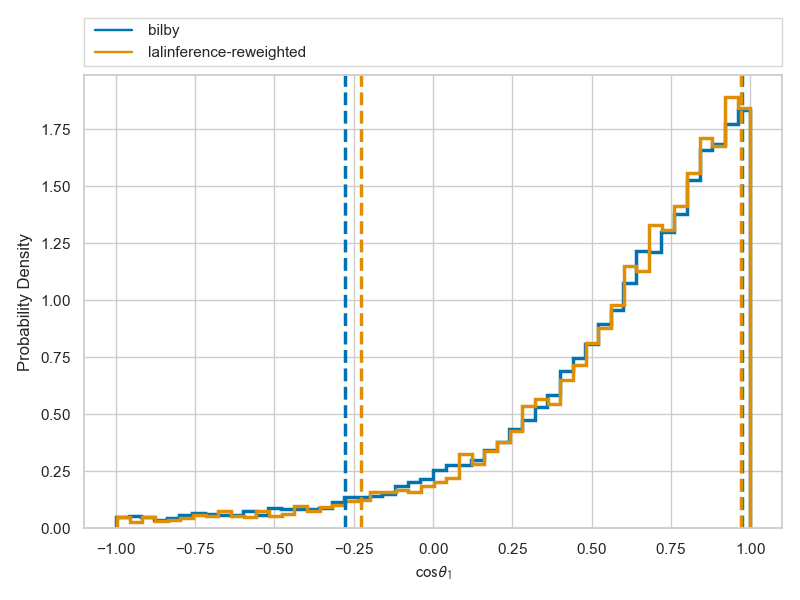 bilby
lalinference-reweighted
1.75
1.50
1.25
1.00
0.75
0.50
0.25
0.00
Probability Density
−1.00 −0.75 −0.50 −0.25 0.00 0.25 0.50 0.75 1.00
cosθ₁